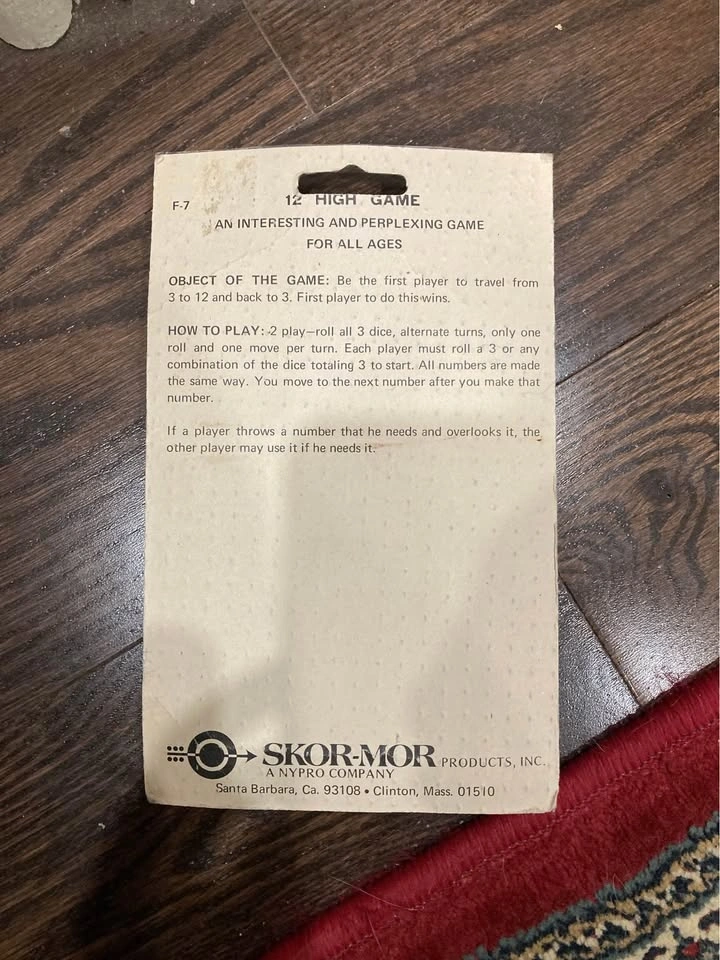 F-7
12 HIGH GAME
AN INTERESTING AND PERPLEXING GAME
FOR ALL AGES
OBJECT OF THE GAME: Be the first player to travel from
3 to 12 and back to 3. First player to do this wins.
HOW TO PLAY: 2 play—roll all 3 dice, alternate turns, only one
roll and one move per turn. Each player must roll a 3 or any
combination of the dice totaling 3 to start. All numbers are made
the same way. You move to the next number after you make that
number.
If a player throws a number that he needs and overlooks it, the
other player may use it if he needs it.
SKOR-MOR PRODUCTS, INC.
A NYPRO COMPANY
Santa Barbara, Ca. 93108 • Clinton, Mass. 01510